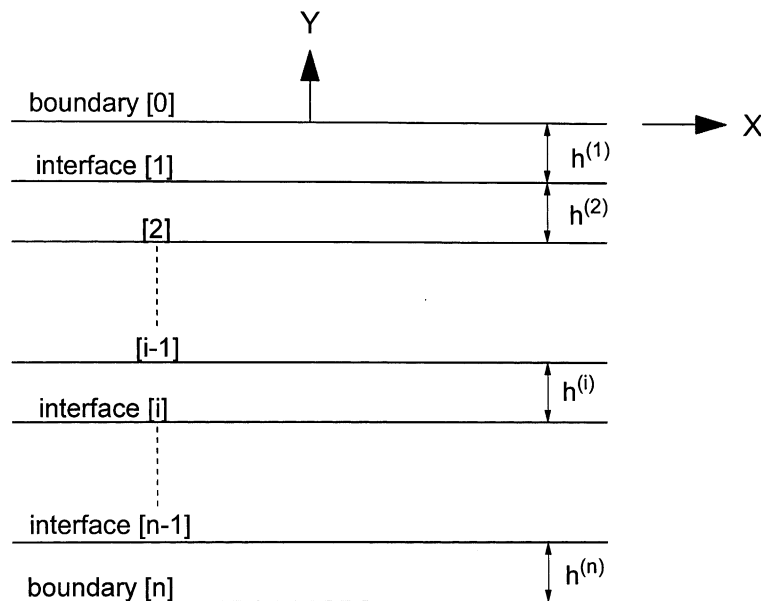 Y
boundary [0]
X
interface [1]
h(1)
[2]
h(2)
[i-1]
h(i)
interface [i]
interface [n-1]
h(n)
boundary [n]